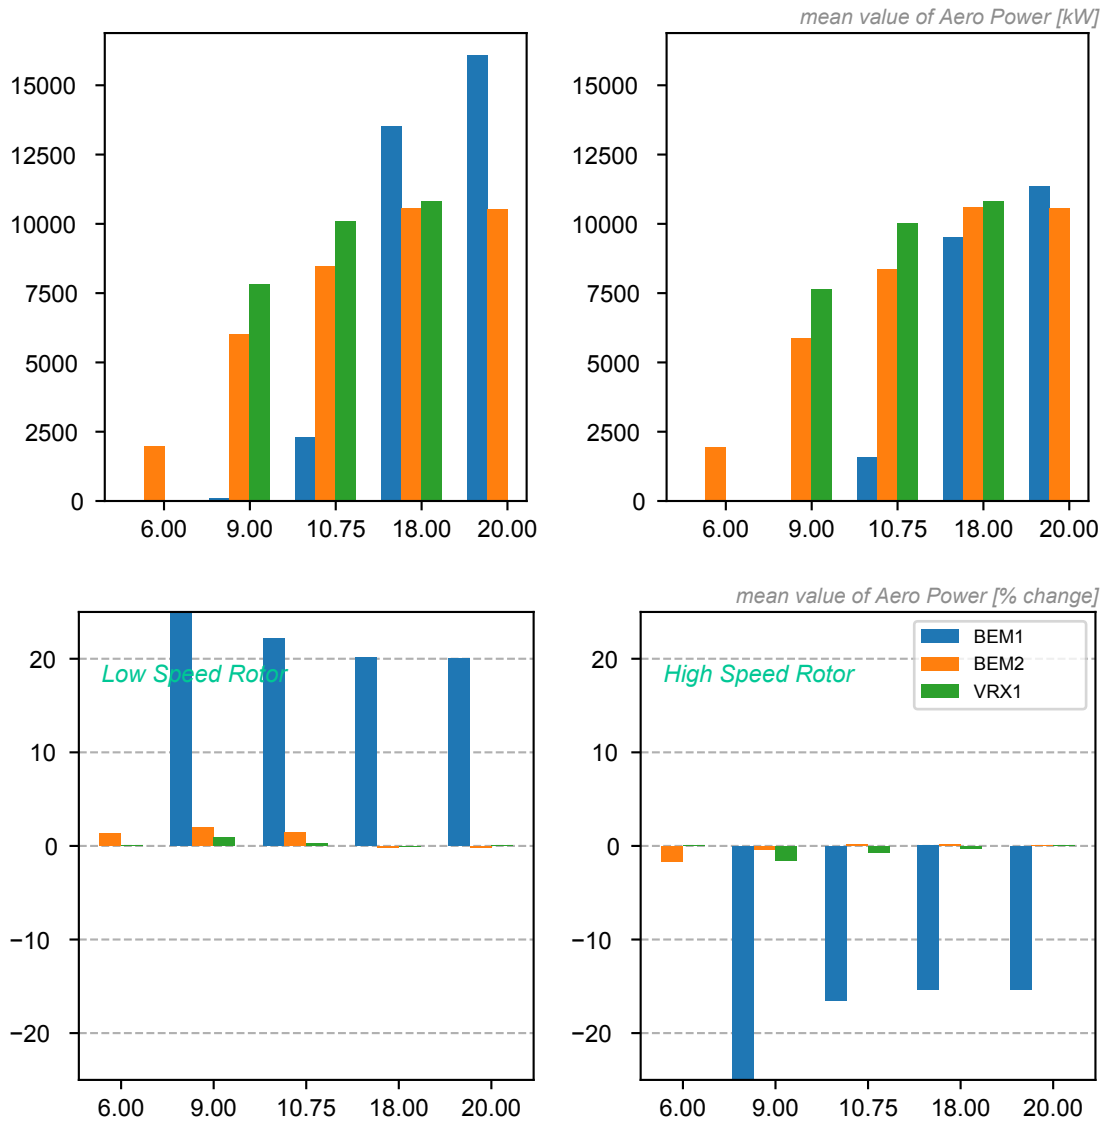 mean value of Aero Power [kW]
15000
12500
10000
7500
5000
2500
0
6.00 9.00 10.75 18.00 20.00
15000
12500
10000
7500
5000
2500
0
6.00 9.00 10.75 18.00 20.00
mean value of Aero Power [% change]
20
10
0
−10
−20
Low Speed Rotor
6.00 9.00 10.75 18.00 20.00
20
10
0
−10
−20
High Speed Rotor
BEM1
BEM2
VRX1
6.00 9.00 10.75 18.00 20.00